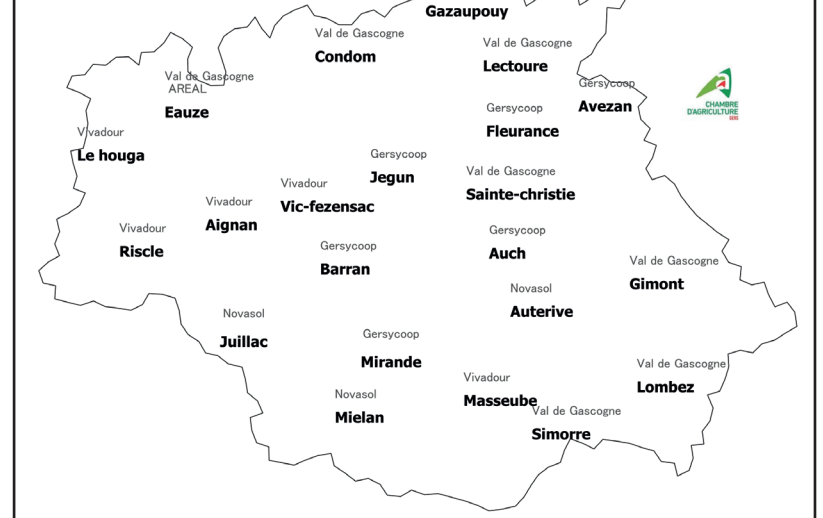 Gazaupouy
Val de Gascogne
Condom
Val de Gascogne
Lectoure
Val de Gascogne
AREAL
Eauze
Gersycoop
Avezan
CHAMBRE
D'AGRICULTURE
GERS
Gersycoop
Fleurance
Vivadour
Le houga
Gersycoop
Jegun
Val de Gascogne
Sainte-christie
Vivadour
Vic-fezensac
Vivadour
Aignan
Vivadour
Riscle
Gersycoop
Barran
Gersycoop
Auch
Val de Gascogne
Gimont
Novasol
Auterive
Novasol
Juillac
Gersycoop
Mirande
Val de Gascogne
Lombez
Vivadour
Masseube
Novasol
Mielan
Val de Gascogne
Simorre